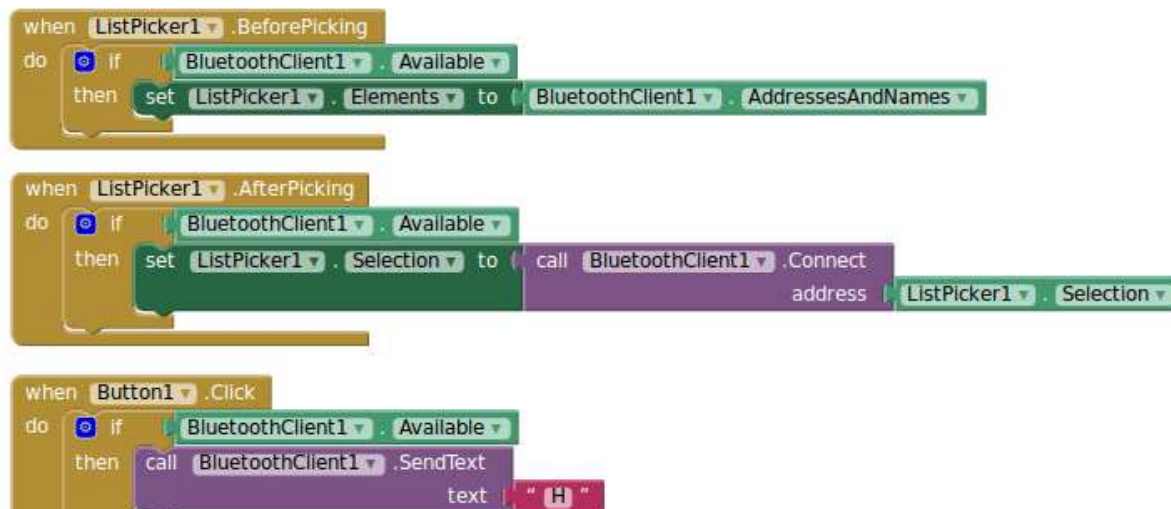 when ListPicker1 .BeforePicking
do if BluetoothClient1 . Available
then set ListPicker1 . Elements to BluetoothClient1 . AddressesAndNames
when ListPicker1 .AfterPicking
do if BluetoothClient1 . Available
then set ListPicker1 . Selection to call BluetoothClient1 .Connect
address ListPicker1 . Selection
when Button1 .Click
do if BluetoothClient1 . Available
then call BluetoothClient1 .SendText
text " H "